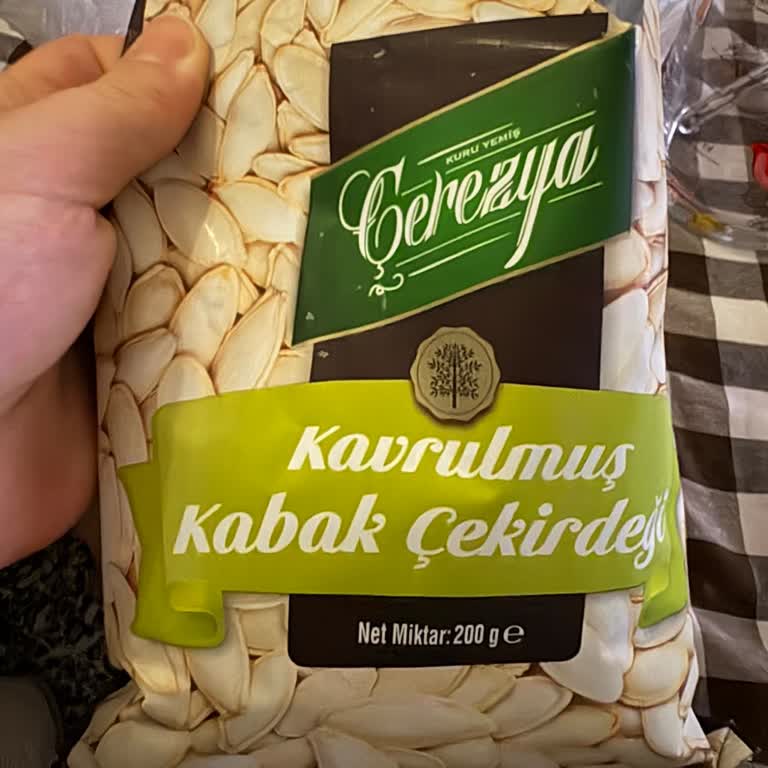 KURU YEMİŞ
Çerezya
Kavrulmuş
Kabak Çekirdeği
Net Miktar: 200 g e